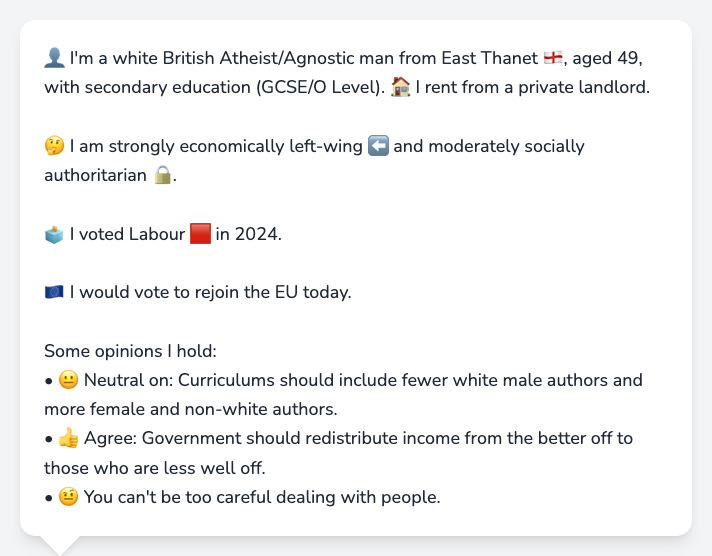 👤 I'm a white British Atheist/Agnostic man from East Thanet 🏴󠁧󠁢󠁥󠁮󠁧󠁿, aged 49,
with secondary education (GCSE/O Level). 🏠 I rent from a private landlord.
🤔 I am strongly economically left-wing ⬅️ and moderately socially
authoritarian 🔒.
🗳️ I voted Labour 🟥 in 2024.
🇪🇺 I would vote to rejoin the EU today.
Some opinions I hold:
• 😐 Neutral on: Curriculums should include fewer white male authors and
more female and non-white authors.
• 👍 Agree: Government should redistribute income from the better off to
those who are less well off.
• 🤨 You can't be too careful dealing with people.